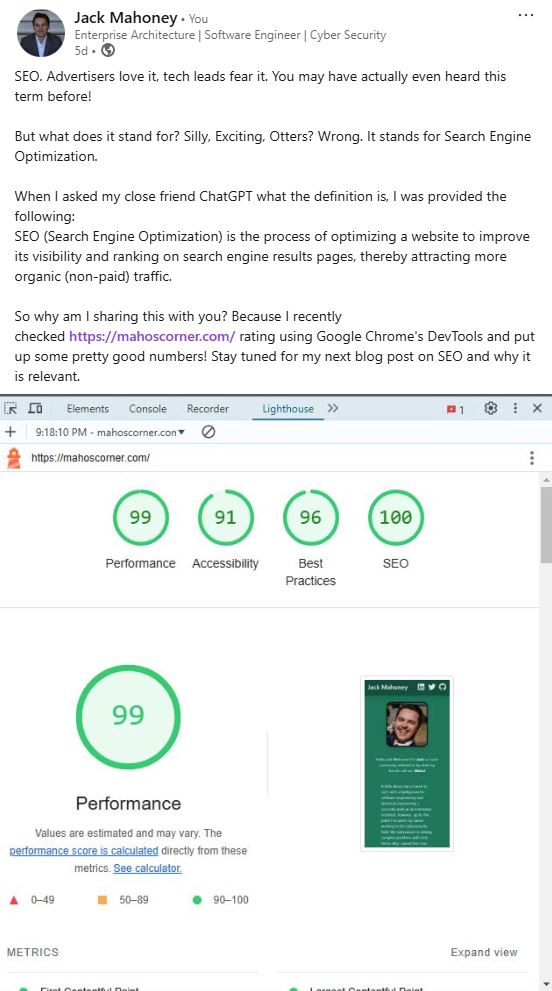 Jack Mahoney • You
Enterprise Architecture | Software Engineer | Cyber Security
5d •
SEO. Advertisers love it, tech leads fear it. You may have actually even heard this
term before!
But what does it stand for? Silly, Exciting, Otters? Wrong. It stands for Search Engine
Optimization.
When I asked my close friend ChatGPT what the definition is, I was provided the
following:
SEO (Search Engine Optimization) is the process of optimizing a website to improve
its visibility and ranking on search engine results pages, thereby attracting more
organic (non-paid) traffic.
So why am I sharing this with you? Because I recently
checked https://mahoscorner.com/ rating using Google Chrome's DevTools and put
up some pretty good numbers! Stay tuned for my next blog post on SEO and why it
is relevant.
Elements Console Recorder Lighthouse 1
9:18:10 PM - mahoscorner.con
https://mahoscorner.com/
99 91 96 100
Performance Accessibility Best Practices SEO
99
Performance
Values are estimated and may vary. The
performance score is calculated directly from these
metrics. See calculator.
0–49 50–89 90–100
Jack Mahoney
METRICS Expand view
First Contentful Paint Largest Contentful Paint